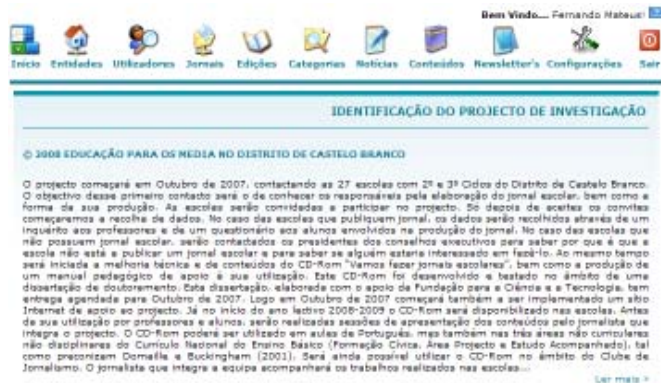 Bem Vindo... Fernando Mateus!
Início Entidades Utilizadores Jornais Edições Categorias Notícias Conteúdos Newsletter's Configurações Sair
IDENTIFICAÇÃO DO PROJECTO DE INVESTIGAÇÃO
© 2008 EDUCAÇÃO PARA OS MEDIA NO DISTRITO DE CASTELO BRANCO
O projecto começará em Outubro de 2007, contactando as 27 escolas com 2º e 3º Ciclos do Distrito de Castelo Branco.
O objectivo desse primeiro contacto será o de conhecer os responsáveis pela elaboração do jornal escolar, bem como a
forma da sua produção. As escolas serão convidadas a participar no projecto. So depois de aceites os convites
começaremos a recolha de dados. No caso das escolas que publiquem jornal, os dados serão recolhidos através de um
inquérito aos professores e de um questionário aos alunos envolvidos na produção do jornal. No caso das escolas que
não possuem jornal escolar, serão contactados os presidentes dos conselhos executivos para saber por que é que a
escola não está a publicar um jornal escolar e para saber se alguém estaria interessado em fazê-lo. Ao mesmo tempo
será iniciada a melhoria técnica e de conteúdos do CD-Rom "Vamos fazer jornais escolares", bem como a produção de
um manual pedagógico de apoio à sua utilização. Este CD-Rom foi desenvolvido e testado no âmbito de uma
dissertação de doutoramento. Esta dissertação, elaborada com o apoio da Fundação para a Ciência e a Tecnologia, tem
entrega agendada para Outubro de 2007. Logo em Outubro de 2007 começará também a ser implementado um sítio
Internet de apoio ao projecto. Já no início do ano lectivo 2008-2009 o CD-Rom será disponibilizado nas escolas. Antes
da sua utilização por professores e alunos, serão realizadas sessões de apresentação dos conteúdos pelo jornalista que
integra o projecto. O CD-Rom poderá ser utilizado em aulas de Português, mas também nas três áreas não curriculares
não disciplinares do Currículo Nacional do Ensino Básico (Formação Cívica, Área Projecto e Estudo Acompanhado), tal
como preconizam Domaille e Buckingham (2001). Será ainda possível utilizar o CD-Rom no âmbito do Clube de
Jornalismo. O jornalista que integra a equipa acompanhará os trabalhos realizados nas escolas...
Ler mais >